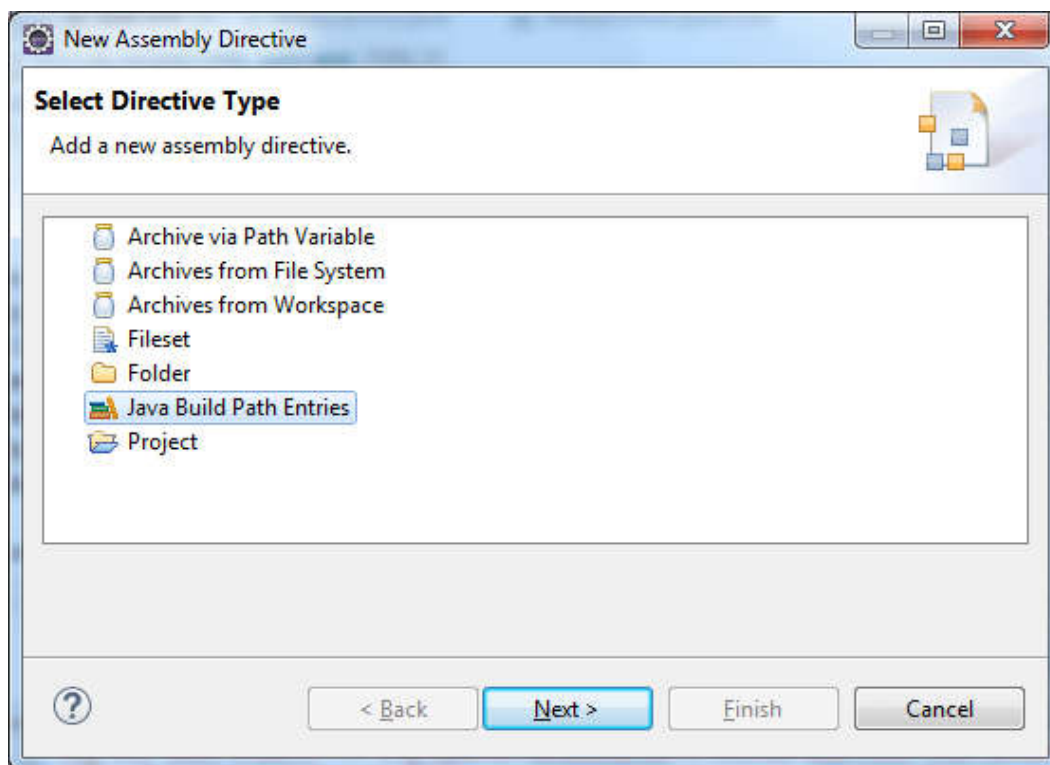 New Assembly Directive
Select Directive Type
Add a new assembly directive.
Archive via Path Variable
Archives from File System
Archives from Workspace
Fileset
Folder
Java Build Path Entries
Project
< Back Next > Finish Cancel